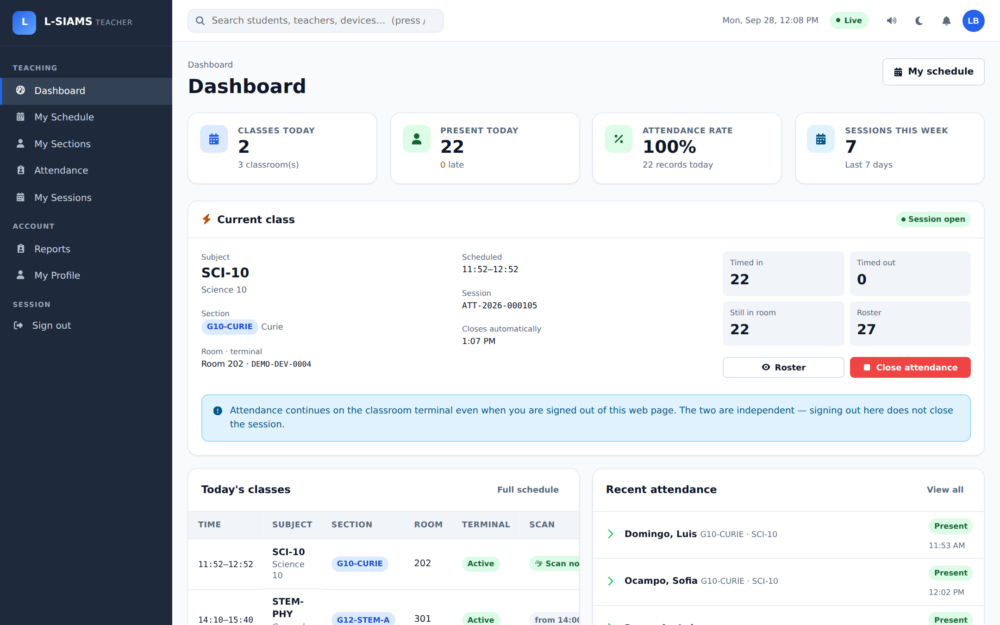 L
L-SIAMS TEACHER
Search students, teachers, devices... (press /
Mon, Sep 28, 12:08 PM
Live
LB
TEACHING
Dashboard
My Schedule
My Sections
Attendance
My Sessions
ACCOUNT
Reports
My Profile
SESSION
Sign out
Dashboard
Dashboard
My schedule
CLASSES TODAY
2
3 classroom(s)
PRESENT TODAY
22
0 late
ATTENDANCE RATE
100%
22 records today
SESSIONS THIS WEEK
7
Last 7 days
Current class
Session open
Subject
SCI-10
Science 10
Section
G10-CURIE Curie
Room · terminal
Room 202 · DEMO-DEV-0004
Scheduled
11:52–12:52
Session
ATT-2026-000105
Closes automatically
1:07 PM
Timed in
22
Timed out
0
Still in room
22
Roster
27
Roster
Close attendance
Attendance continues on the classroom terminal even when you are signed out of this web page. The two are independent — signing out here does not close
the session.
Today's classes
Full schedule
TIME SUBJECT SECTION ROOM TERMINAL SCAN
11:52–12:52
SCI-10
Science
10
G10-CURIE
202
Active
Scan no
14:10–15:40
STEM-
PHY
G12-STEM-A
301
Active
from 14:00
Recent attendance
View all
Domingo, Luis G10-CURIE · SCI-10
Present
11:53 AM
Ocampo, Sofia G10-CURIE · SCI-10
Present
12:02 PM
Present